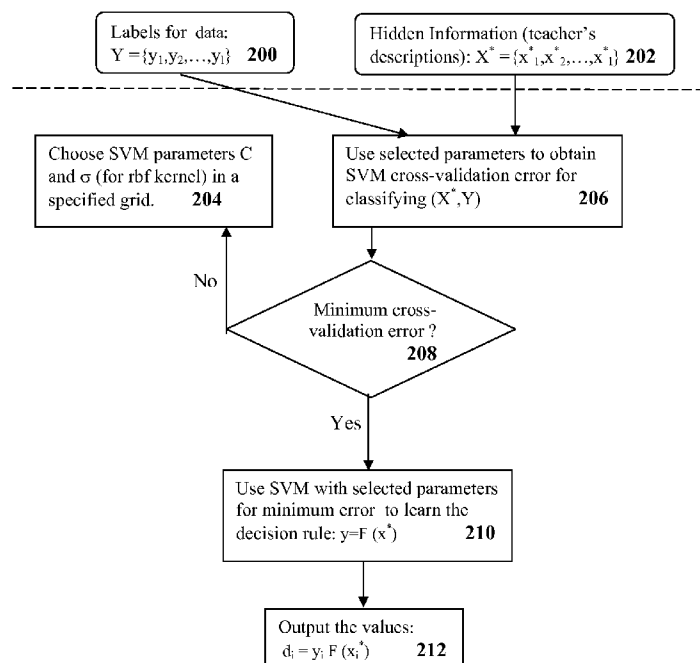 Labels for data:
Y ={y₁,y₂,…,yₗ} 200
Hidden Information (teacher's
descriptions): X* ={x*₁,x*₂,…,x*₁} 202
Choose SVM parameters C
and σ (for rbf kernel) in a
specified grid. 204
Use selected parameters to obtain
SVM cross-validation error for
classifying (X*,Y) 206
No
Minimum cross-
validation error ?
208
Yes
Use SVM with selected parameters
for minimum error to learn the
decision rule: y=F (x*) 210
Output the values:
dᵢ = yᵢ F (xᵢ*) 212